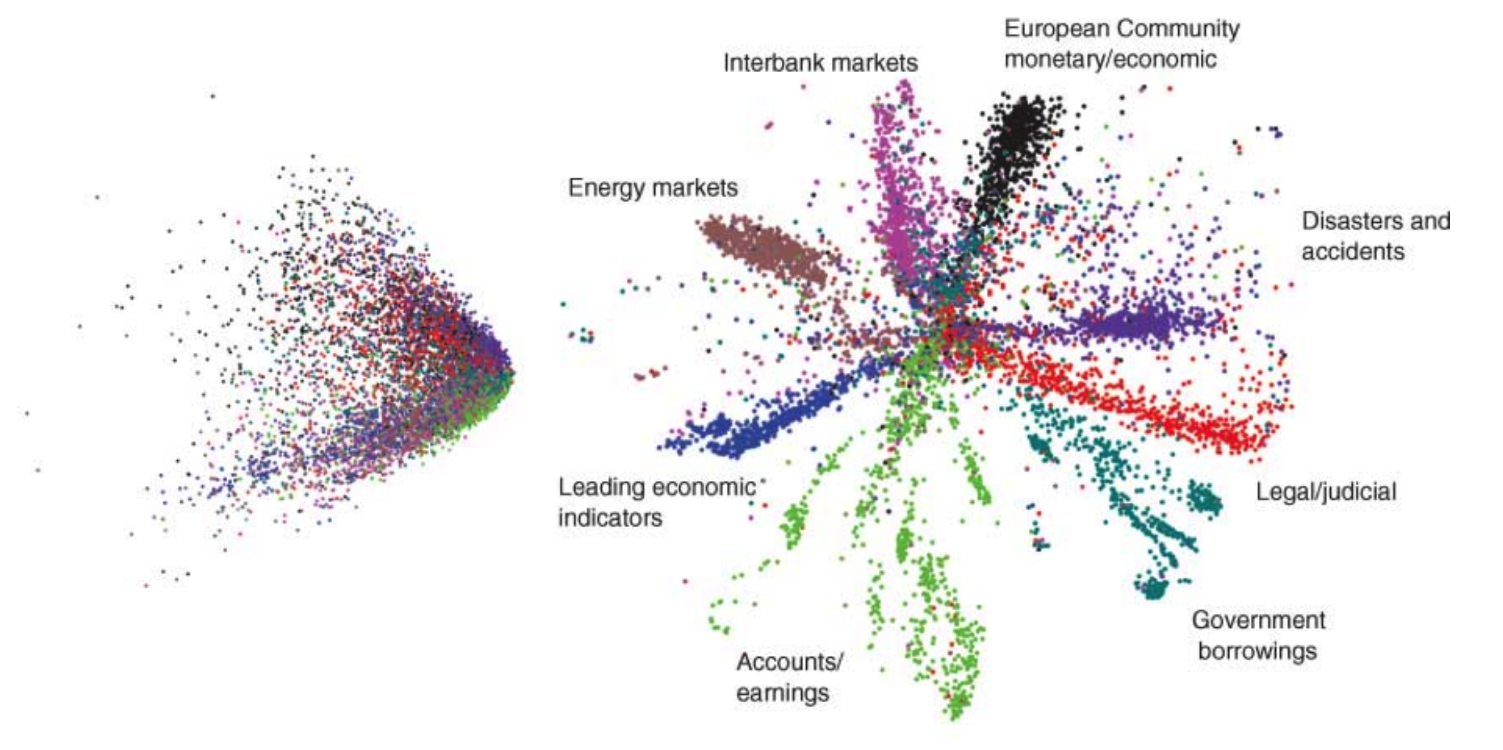 European Community
monetary/economic
Interbank markets
Energy markets
Disasters and
accidents
Leading economic
indicators
Legal/judicial
Government
borrowings
Accounts/
earnings